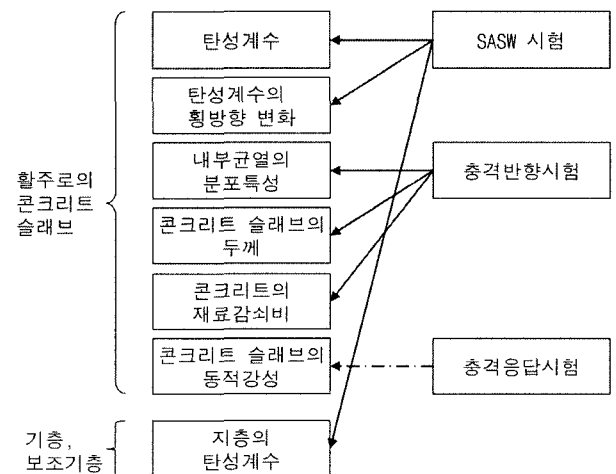 탄성계수
SASW 시험
탄성계수의
횡방향 변화
내부균열의
분포특성
충격반향시험
활주로의
콘크리트
슬래브
콘크리트 슬래브의
두께
콘크리트의
재료감쇠비
콘크리트 슬래브의
동적강성
충격응답시험
기층,
보조기층
지층의
탄성계수